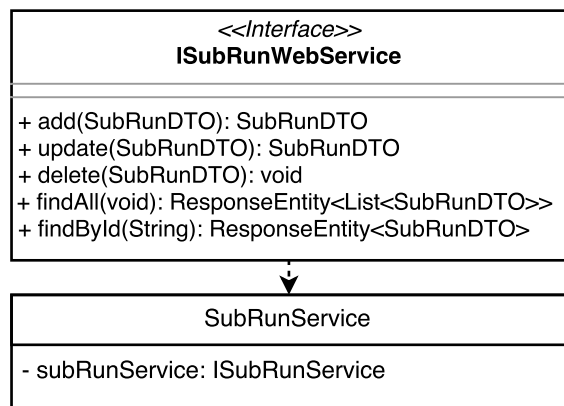 <<Interface>>
ISubRunWebService
+ add(SubRunDTO): SubRunDTO
+ update(SubRunDTO): SubRunDTO
+ delete(SubRunDTO): void
+ findAll(void): ResponseEntity<List<SubRunDTO>>
+ findById(String): ResponseEntity<SubRunDTO>
SubRunService
- subRunService: ISubRunService